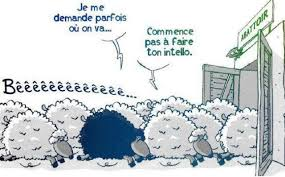 Je me
demande parfois
où on va...
Commence
pas à faire
ton intello.
ABATTOIR
Bêêêêêêêêêêêêê...